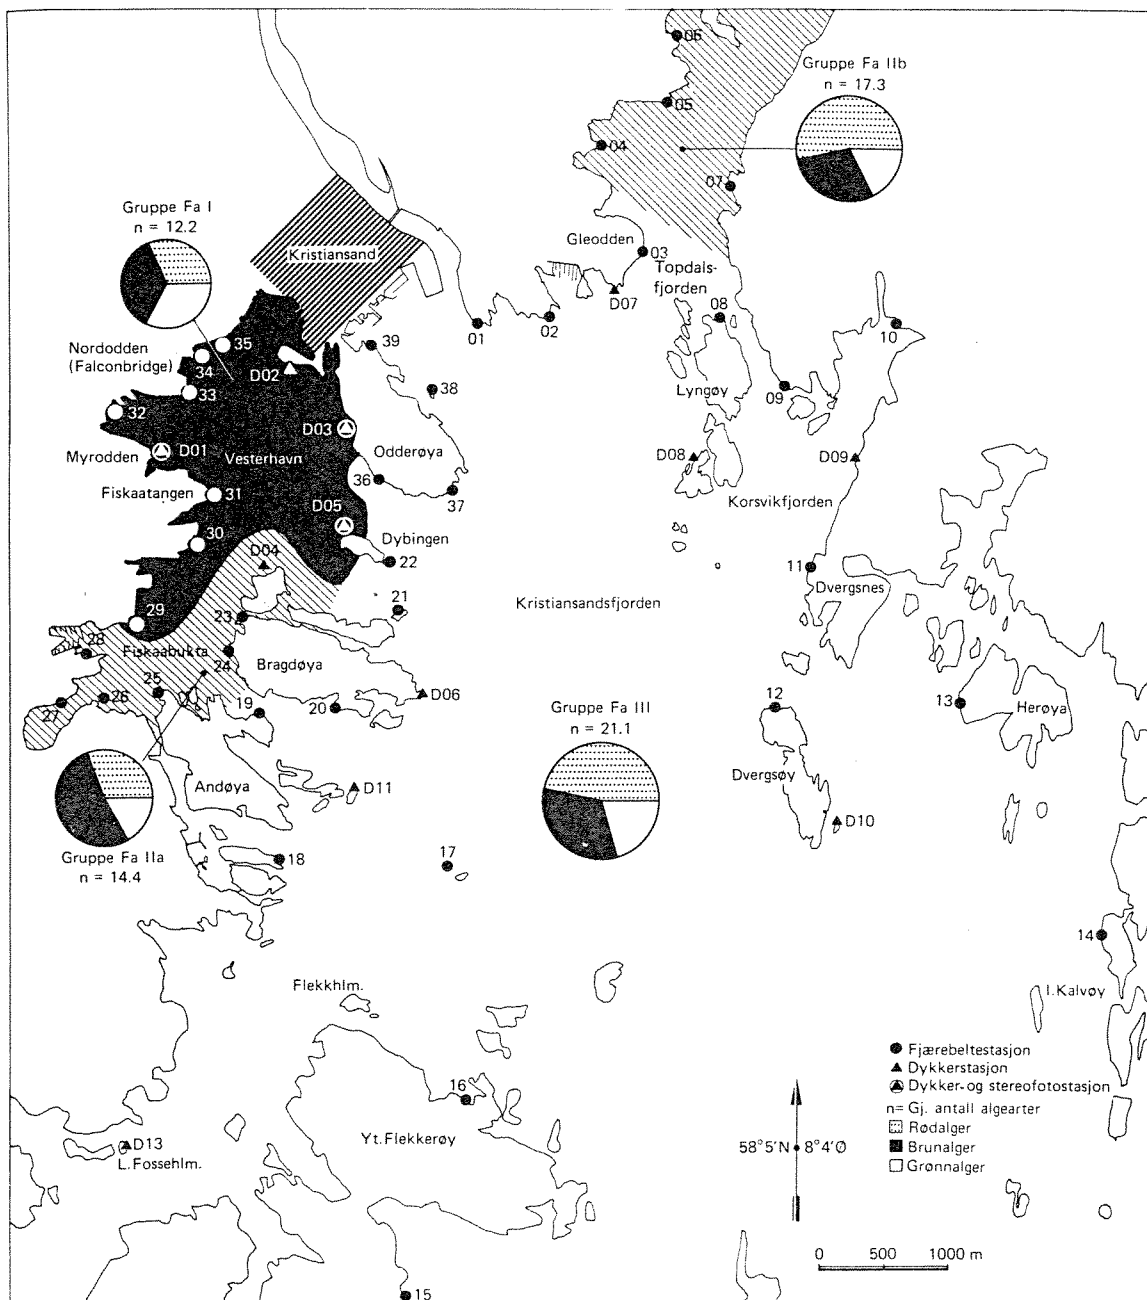 06
Gruppe Fa IIb
n = 17.3
05
04
07
Gruppe Fa I
n = 12.2
Kristiansand
Gleodden
03
Topdals-
fjorden
D07
08
01
02
10
39
35
Nordodden
(Falconbridge)
34
D02
33
38
09
Lyngøy
32
D03
Myrodden
D01
Vesterhavn
Odderøya
D08
D09
36
Fiskaatangen
31
37
Korsvikfjorden
D05
30
Dybingen
D04
22
11
Dvergsnes
29
23
21
Kristiansandsfjorden
28
Fiskaabukta
24
Bragdøya
25
26
27
19
20
D06
12
13
Herøya
Gruppe Fa III
n = 21.1
Dvergsøy
Andøya
D11
D10
Gruppe Fa IIa
n = 14.4
18
17
14
Flekkhlm.
I.Kalvøy
16
Yt.Flekkerøy
D13
L.Fossehlm.
15
Fjærebeltestasjon
Dykkerstasjon
Dykker-og stereofotostasjon
n= Gj. antall algearter
Rødalger
Brunalger
Grønnalger
58°5'N 8°4'Ø
0 500 1000 m